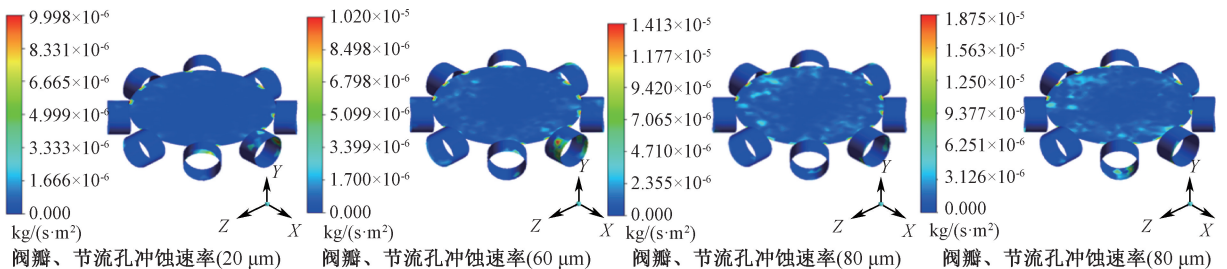 9.998×10⁻⁶
8.331×10⁻⁶
6.665×10⁻⁶
4.999×10⁻⁶
3.333×10⁻⁶
1.666×10⁻⁶
0.000
kg/(s·m²)
Y
Z
X
阀瓣、节流孔冲蚀速率(20 μm)
1.020×10⁻⁵
8.498×10⁻⁶
6.798×10⁻⁶
5.099×10⁻⁶
3.399×10⁻⁶
1.700×10⁻⁶
0.000
kg/(s·m²)
Y
Z
X
阀瓣、节流孔冲蚀速率(60 μm)
1.413×10⁻⁵
1.177×10⁻⁵
9.420×10⁻⁶
7.065×10⁻⁶
4.710×10⁻⁶
2.355×10⁻⁶
0.000
kg/(s·m²)
Y
Z
X
阀瓣、节流孔冲蚀速率(80 μm)
1.875×10⁻⁵
1.563×10⁻⁵
1.250×10⁻⁵
9.377×10⁻⁶
6.251×10⁻⁶
3.126×10⁻⁶
0.000
kg/(s·m²)
Y
Z
X
阀瓣、节流孔冲蚀速率(80 μm)